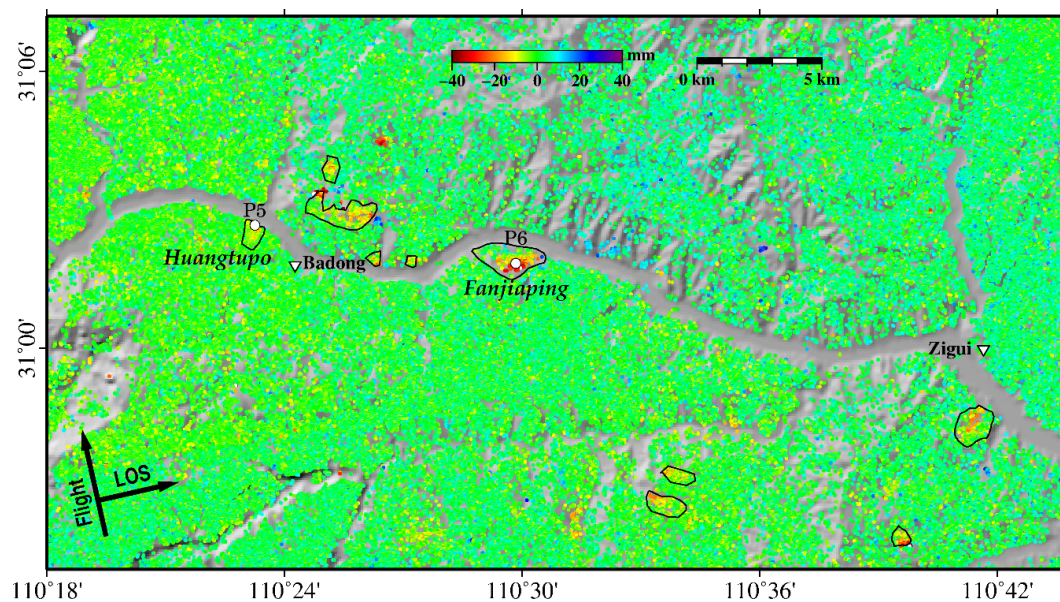 31°06'
mm
−40 −20 0 20 40
0 km 5 km
P5
Huangtupo
Badong
P6
Fanjiaping
31°00'
Zigui
LOS
Flight
110°18' 110°24' 110°30' 110°36' 110°42'